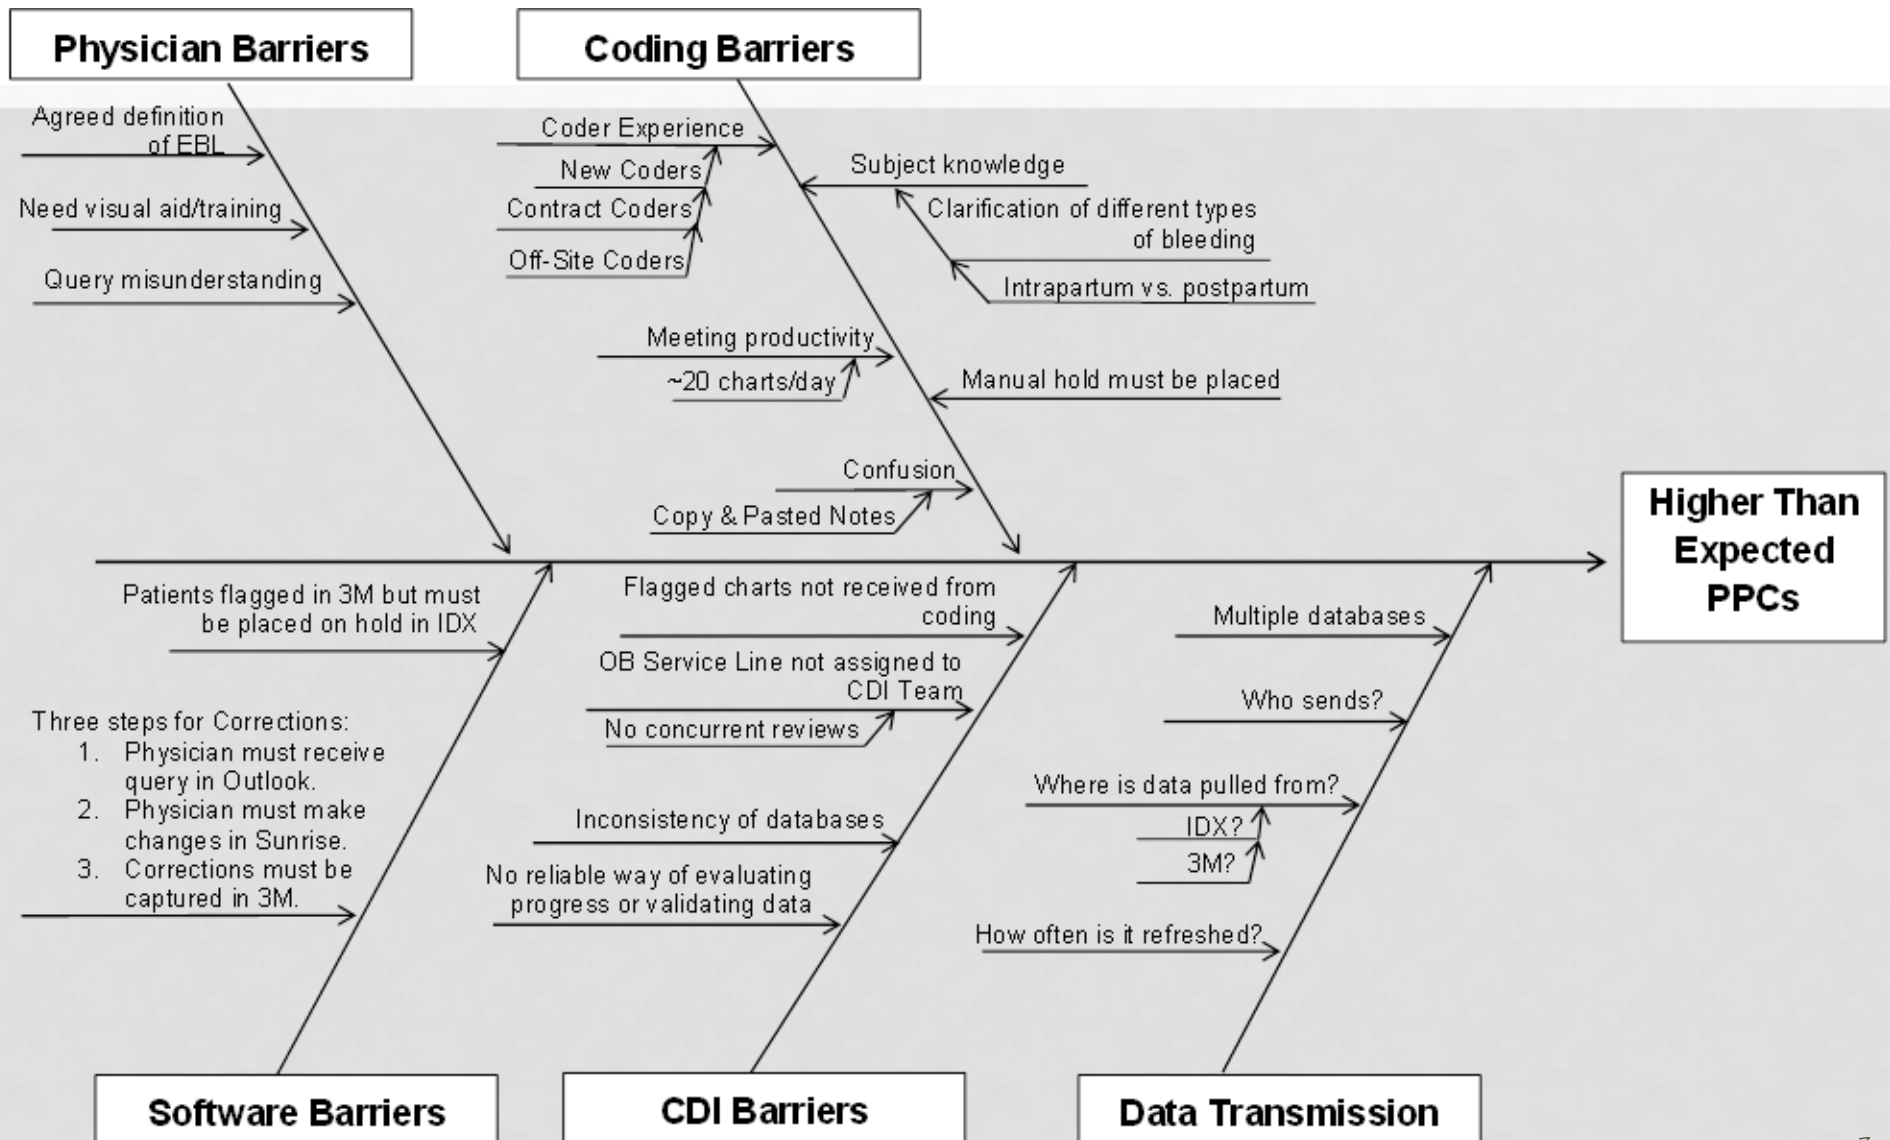 Physician Barriers
Coding Barriers
Agreed definition
of EBL
Need visual aid/training
Query misunderstanding
Coder Experience
New Coders
Contract Coders
Off-Site Coders
Subject knowledge
Clarification of different types
of bleeding
Intrapartum vs. postpartum
Meeting productivity
~20 charts/day
Manual hold must be placed
Confusion
Copy & Pasted Notes
Higher Than
Expected
PPCs
Patients flagged in 3M but must
be placed on hold in IDX
Three steps for Corrections:
1. Physician must receive
query in Outlook.
2. Physician must make
changes in Sunrise.
3. Corrections must be
captured in 3M.
Flagged charts not received from
coding
OB Service Line not assigned to
CDI Team
No concurrent reviews
Inconsistency of databases
No reliable way of evaluating
progress or validating data
Multiple databases
Who sends?
Where is data pulled from?
IDX?
3M?
How often is it refreshed?
Software Barriers
CDI Barriers
Data Transmission